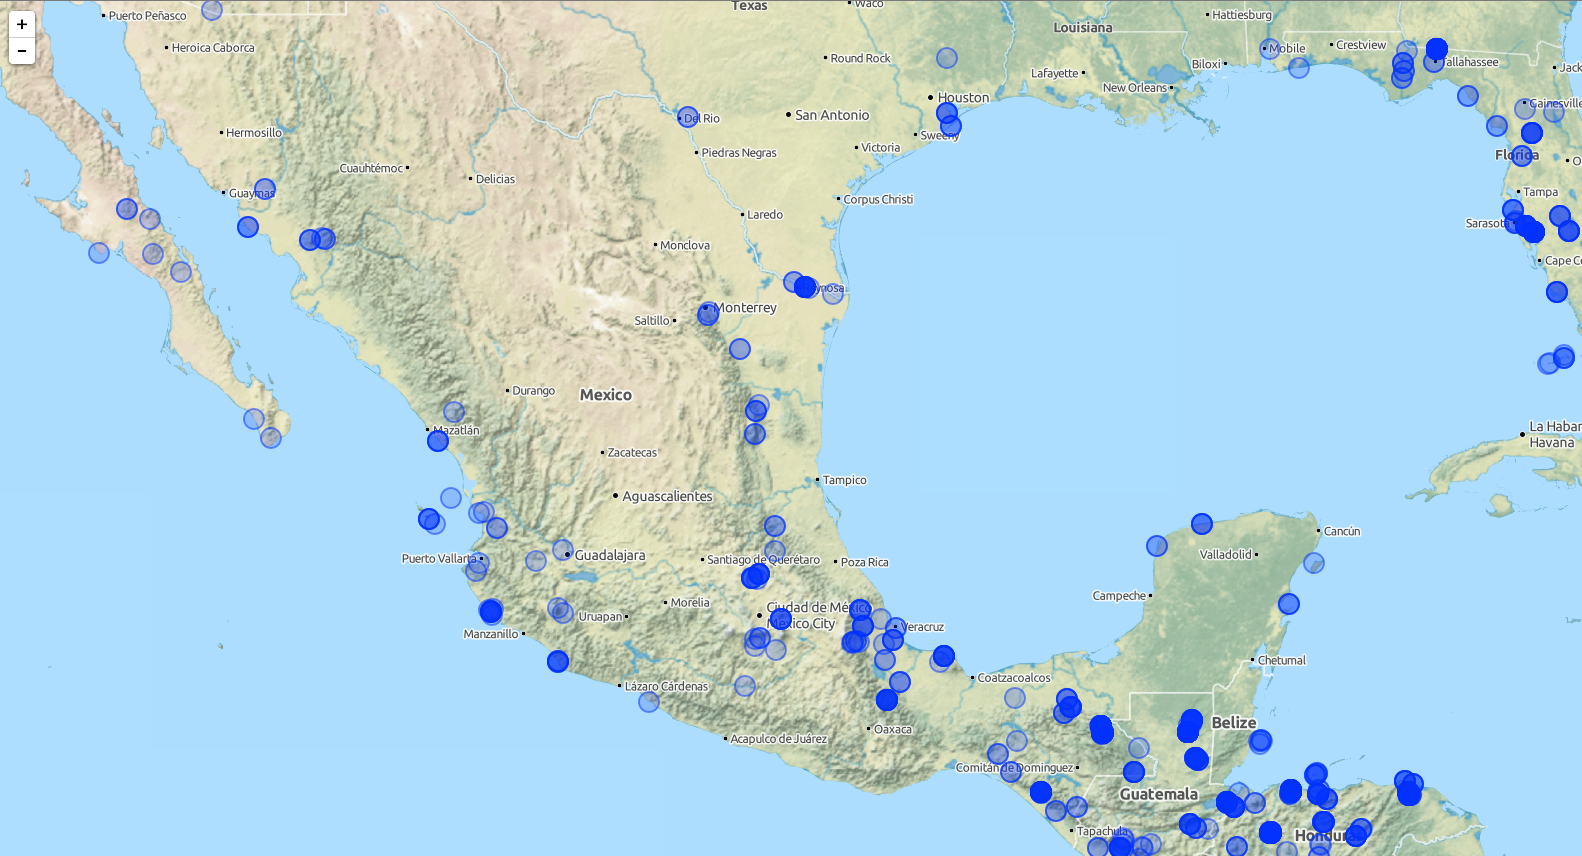 +
Puerto Peñasco
Texas
Waco
Hattiesburg
Louisiana
-
Heroica Caborca
Round Rock
Mobile
Crestview
Biloxi
Tallahassee
Lafayette
New Orleans
Houston
Gainesville
Del Rio
San Antonio
Hermosillo
Sweeny
Piedras Negras
Victoria
Florida
Cuauhtémoc
Delicias
Guaymas
Tampa
Corpus Christi
Laredo
Sarasota
Monclova
Cape C
Monterrey
Saltillo
Durango
Mexico
Mazatlán
La Haban
Havana
Zacatecas
Tampico
Aguascalientes
Cancún
Puerto Vallarta
Guadalajara
Santiago de Querétaro
Poza Rica
Valladolid
Campeche
Morelia
Ciudad de México
Mexico City
Uruapan
Veracruz
Manzanillo
Chetumal
Coatzacoalcos
Lázaro Cárdenas
Belize
Oaxaca
Acapulco de Juárez
Comitán de Domínguez
Guatemala
Tapachula
Honduras